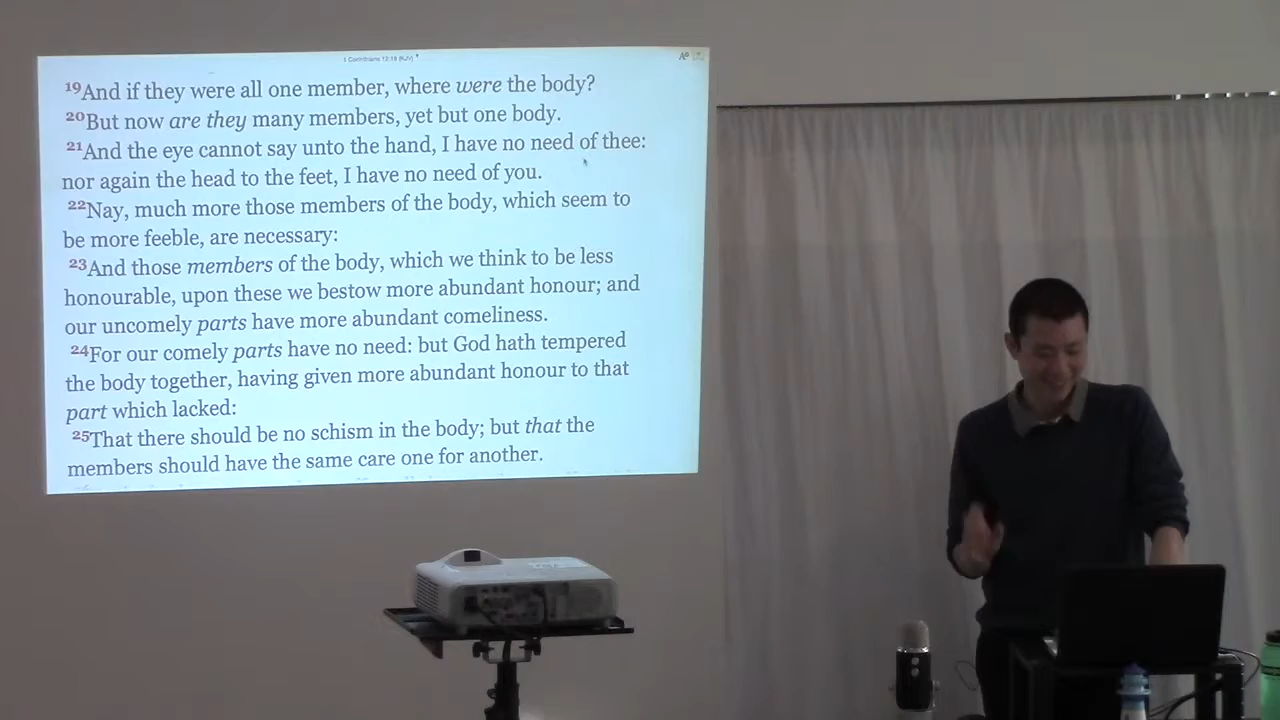 1 Corinthians 12:19 (KJV)
19And if they were all one member, where were the body?
20But now are they many members, yet but one body.
21And the eye cannot say unto the hand, I have no need of thee:
nor again the head to the feet, I have no need of you.
22Nay, much more those members of the body, which seem to
be more feeble, are necessary:
23And those members of the body, which we think to be less
honourable, upon these we bestow more abundant honour; and
our uncomely parts have more abundant comeliness.
24For our comely parts have no need: but God hath tempered
the body together, having given more abundant honour to that
part which lacked:
25That there should be no schism in the body; but that the
members should have the same care one for another.